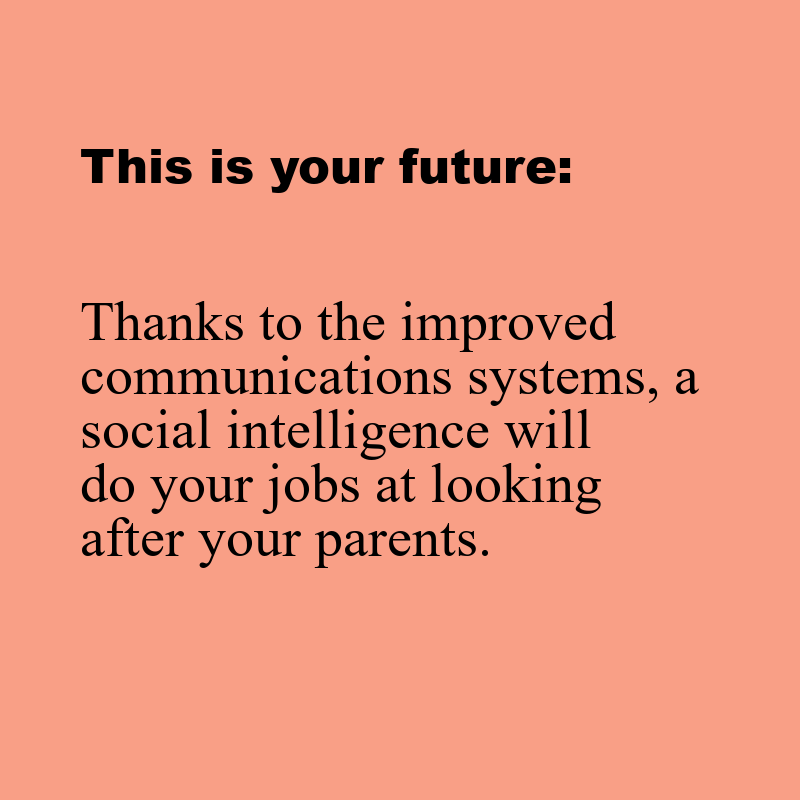 This is your future:
Thanks to the improved
communications systems, a
social intelligence will
do your jobs at looking
after your parents.